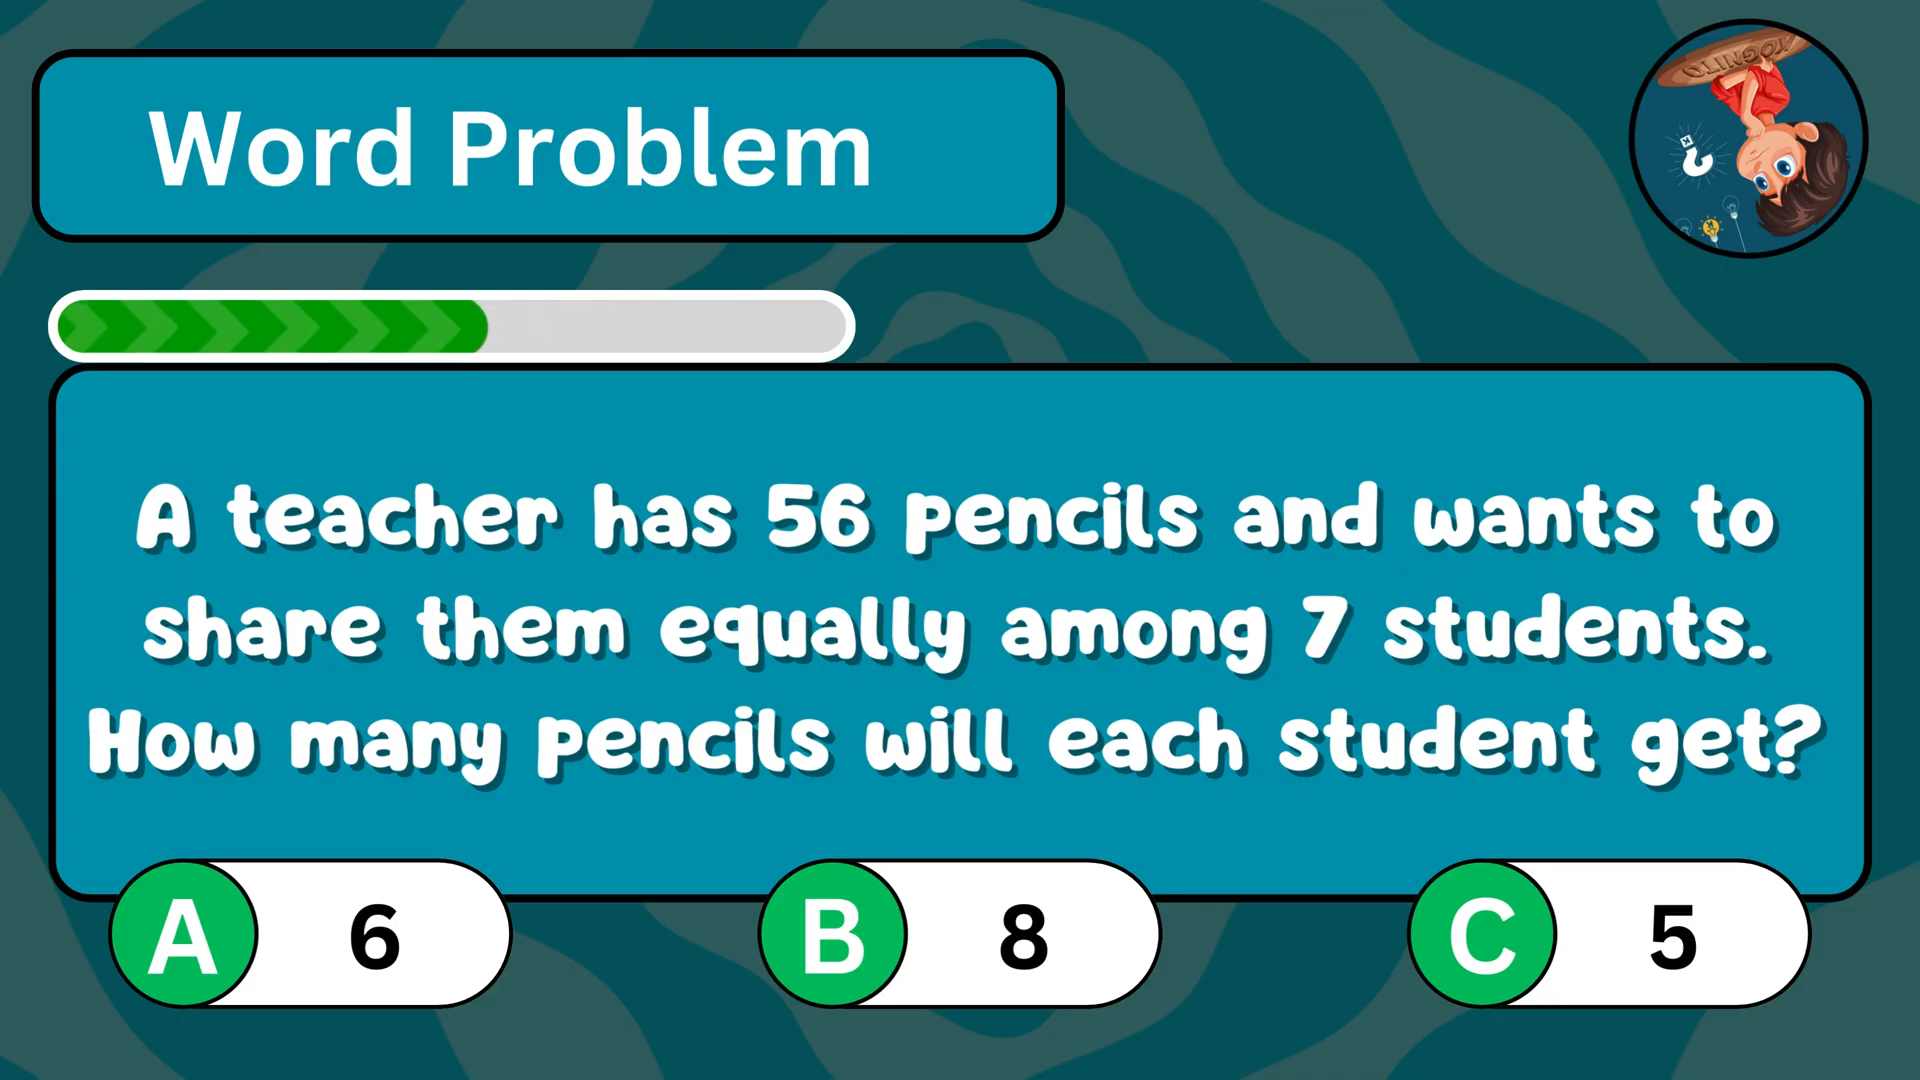 Word Problem
KOGNITO
A teacher has 56 pencils and wants to
share them equally among 7 students.
How many pencils will each student get?
A 6
B 8
C 5